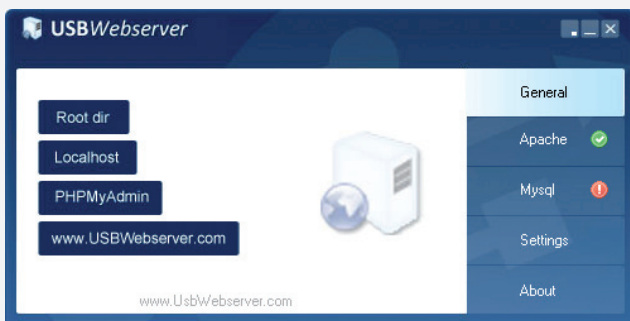 USBWebserver
Root dir
Localhost
PHPMyAdmin
www.USBWebserver.com
www.UsbWebserver.com
General
Apache
Mysql
Settings
About